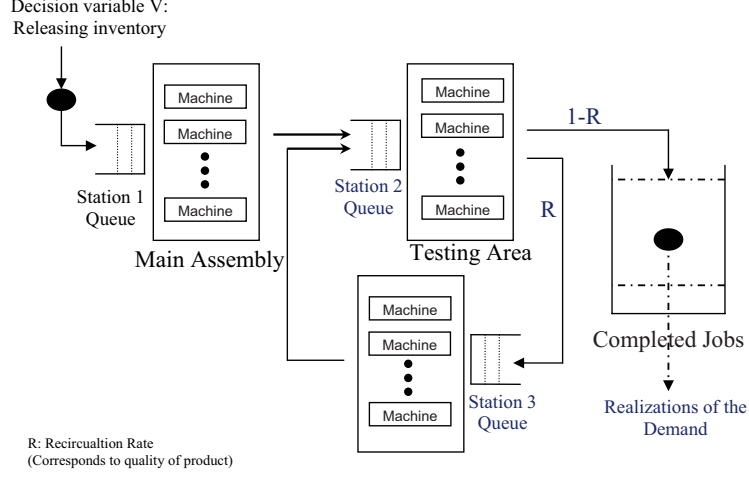 Decision variable V:
Releasing inventory
Machine
Machine
Machine
Station 1
Queue
Main Assembly
Station 2
Queue
Machine
Machine
Machine
Testing Area
1-R
R
Machine
Machine
Machine
Station 3
Queue
Completed Jobs
Realizations of the
Demand
R: Recircualtion Rate
(Corresponds to quality of product)